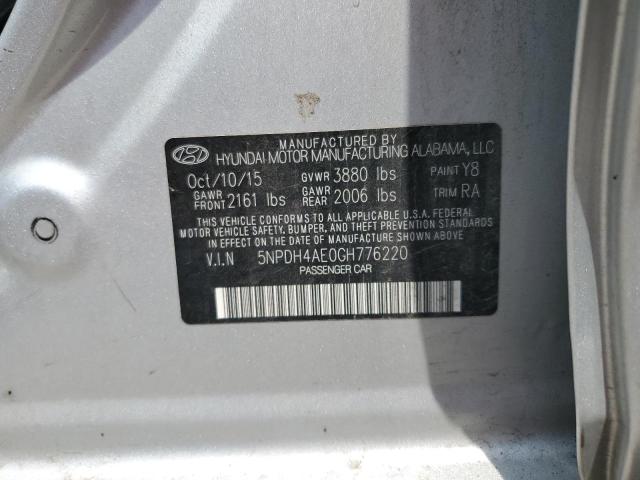 MANUFACTURED BY
HYUNDAI MOTOR MANUFACTURING ALABAMA, LLC
Oct/10/15 GVWR 3880 lbs PAINT Y8
GAWR FRONT 2161 lbs GAWR REAR 2006 lbs TRIM RA
THIS VEHICLE CONFORMS TO ALL APPLICABLE U.S.A. FEDERAL
MOTOR VEHICLE SAFETY, BUMPER, AND THEFT PREVENTION
STANDARDS IN EFFECT ON THE DATE OF MANUFACTURE SHOWN ABOVE.
V.I.N 5NPDH4AE0GH776220
PASSENGER CAR